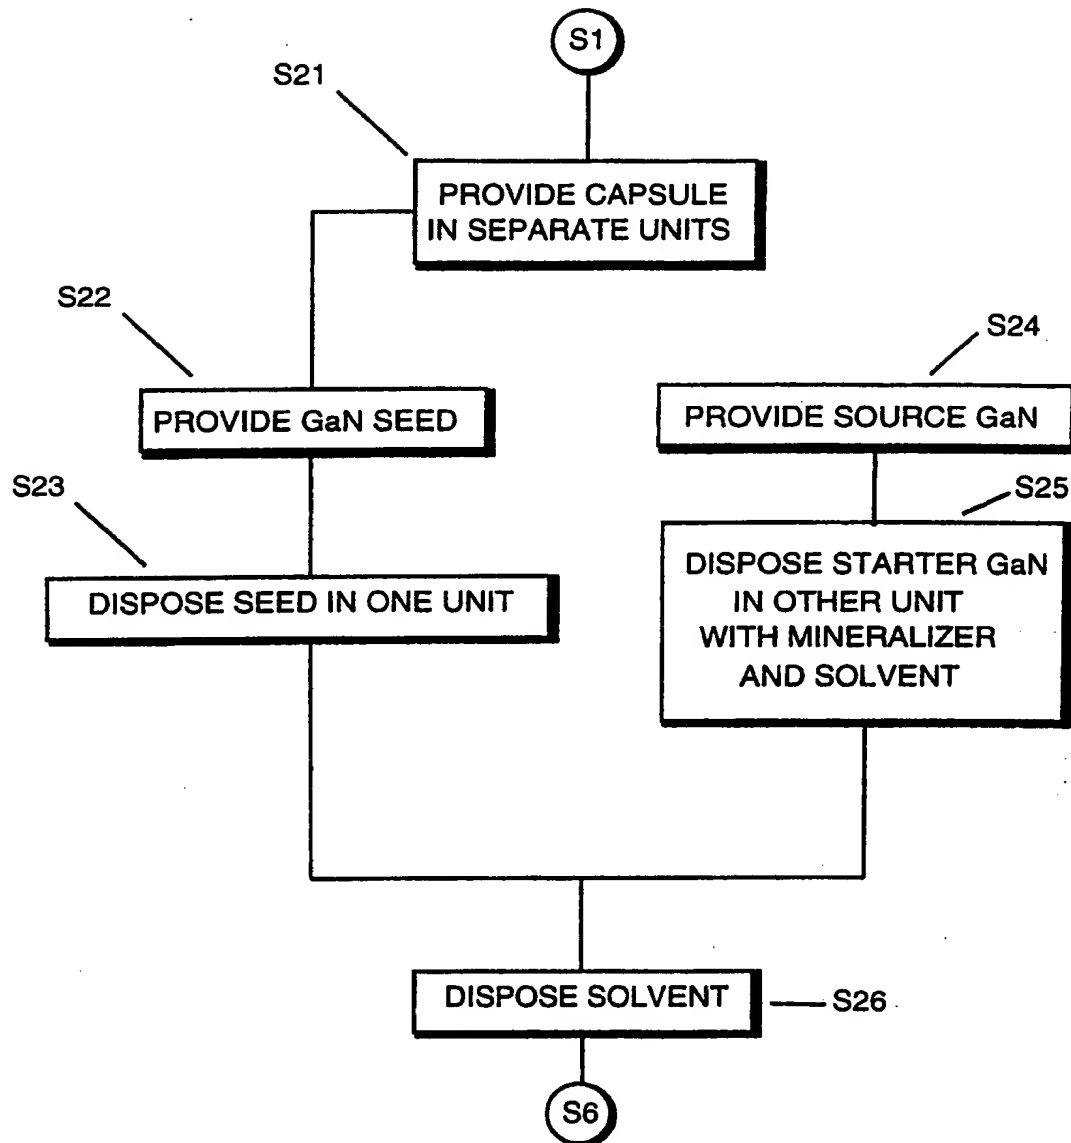 S1
S21
PROVIDE CAPSULE
IN SEPARATE UNITS
S22
S24
PROVIDE GaN SEED
PROVIDE SOURCE GaN
S23
S25
DISPOSE SEED IN ONE UNIT
DISPOSE STARTER GaN
IN OTHER UNIT
WITH MINERALIZER
AND SOLVENT
DISPOSE SOLVENT
S26
S6